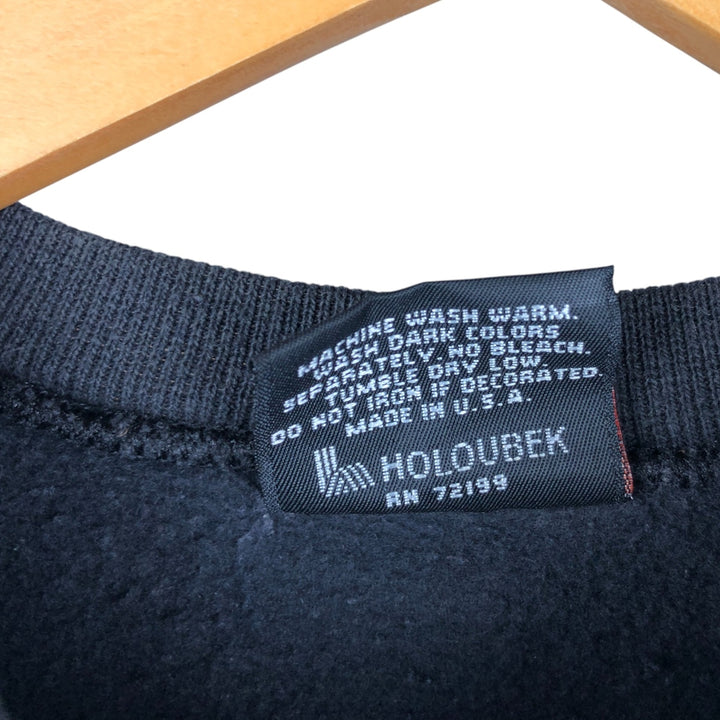 MACHINE WASH WARM.
WASH DARK COLORS
SEPARATELY. NO BLEACH.
TUMBLE DRY LOW
DO NOT IRON IF DECORATED.
MADE IN U.S.A.
HOLOUBEK
RN 72199